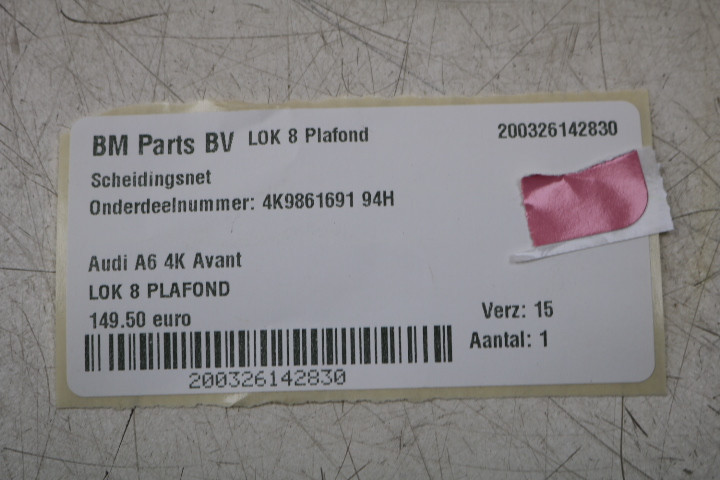 BM Parts BV LOK 8 Plafond 200326142830
Scheidingsnet
Onderdeelnummer: 4K9861691 94H
Audi A6 4K Avant
LOK 8 PLAFOND
149.50 euro
Verz: 15
Aantal: 1
200326142830